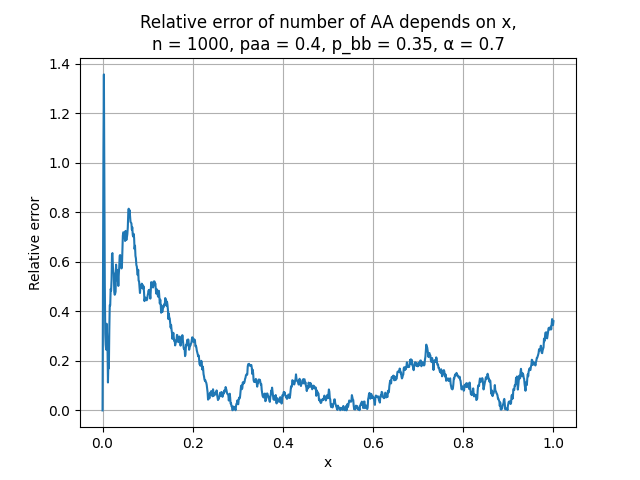 Relative error of number of AA depends on x,
n = 1000, paa = 0.4, p_bb = 0.35, α = 0.7
1.4
1.2
1.0
0.8
0.6
0.4
0.2
0.0
Relative error
0.0 0.2 0.4 0.6 0.8 1.0
x